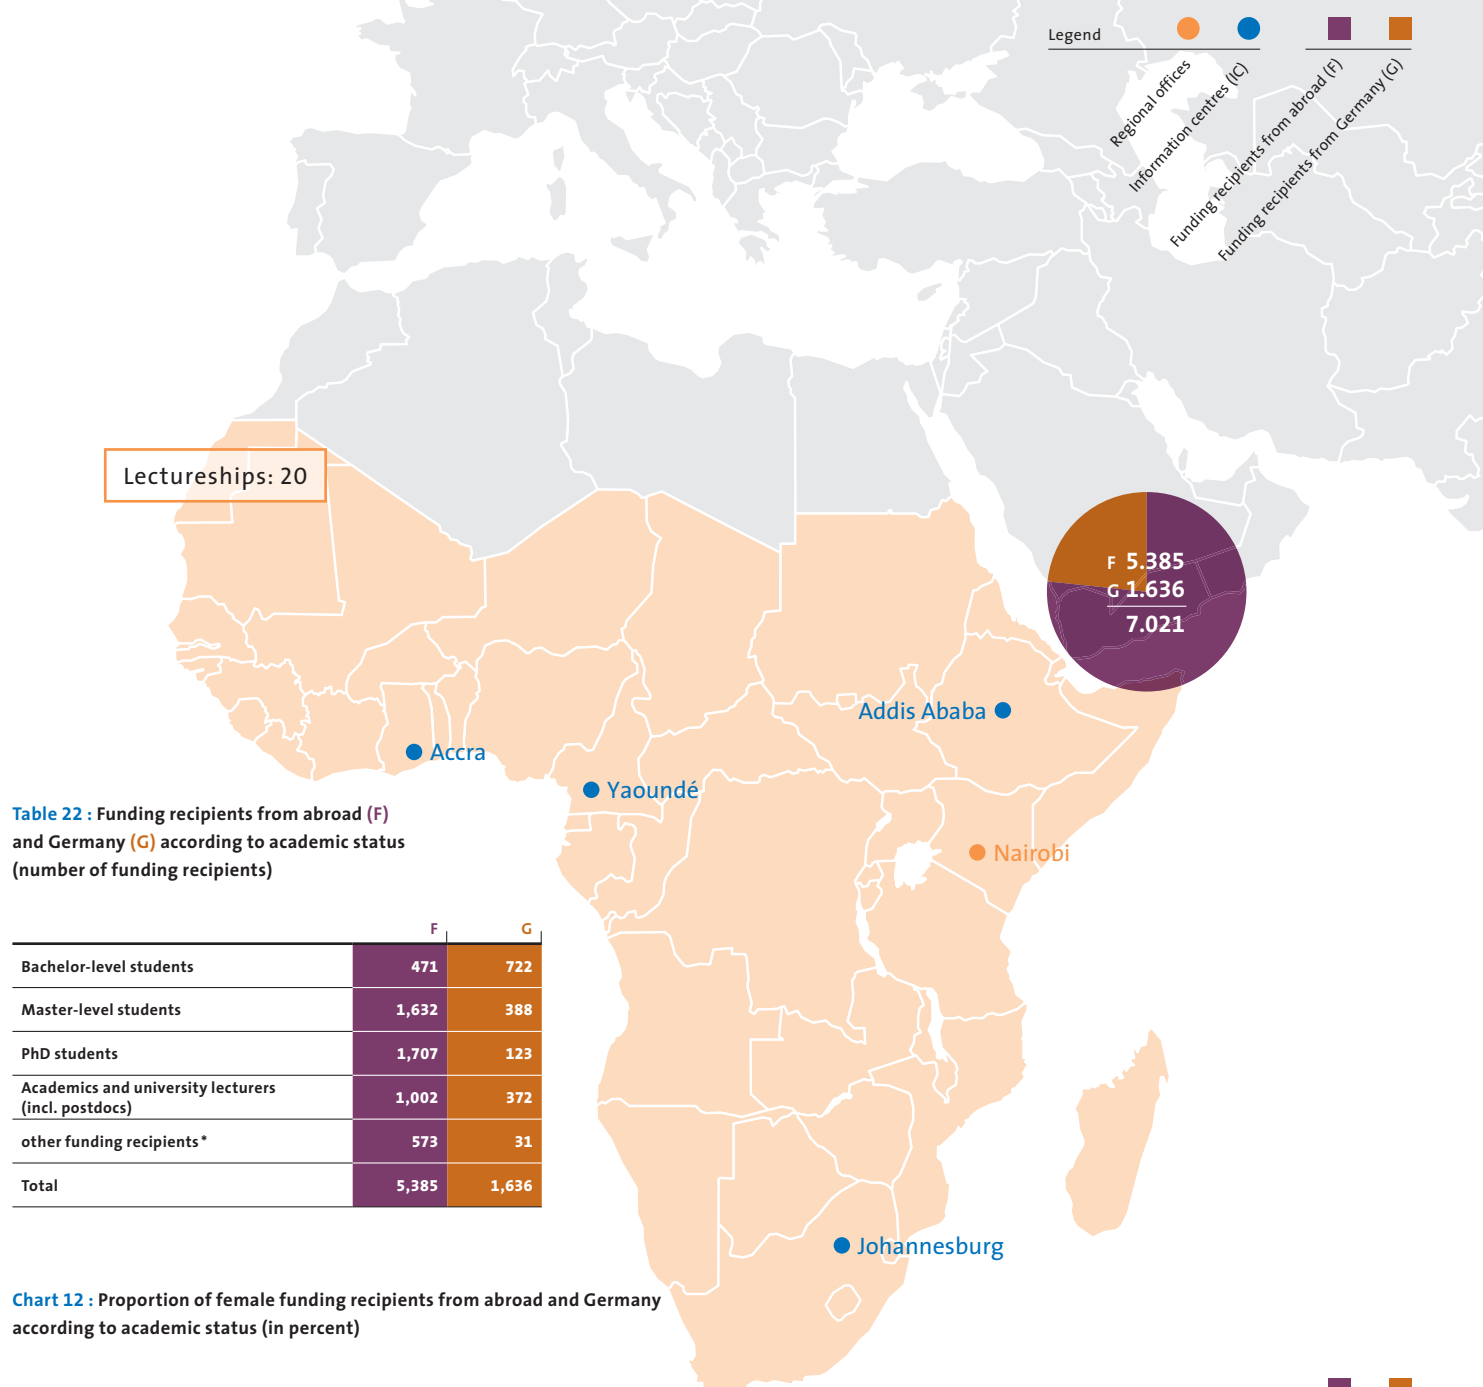 Legend
Regional offices
Information centres (IC)
Funding recipients from abroad (F)
Funding recipients from Germany (G)
Lectureships: 20
F 5.385
G 1.636
7.021
Addis Ababa
Accra
Yaoundé
Nairobi
Johannesburg
Table 22 : Funding recipients from abroad (F)
and Germany (G) according to academic status
(number of funding recipients)
F G
Bachelor-level students 471 722
Master-level students 1,632 388
PhD students 1,707 123
Academics and university lecturers
(incl. postdocs) 1,002 372
other funding recipients* 573 31
Total 5,385 1,636
Chart 12 : Proportion of female funding recipients from abroad and Germany
according to academic status (in percent)